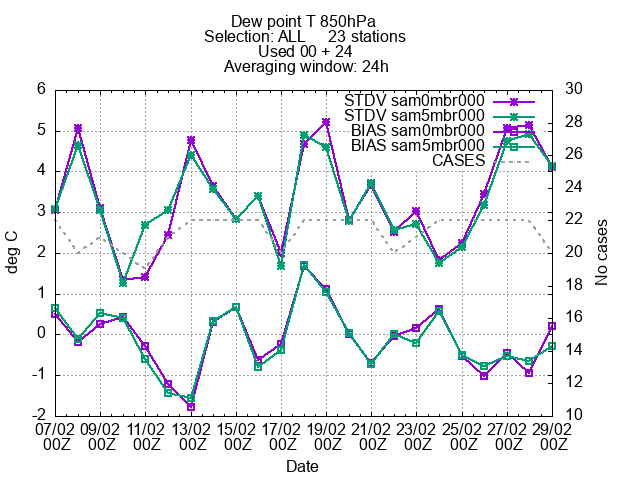 Dew point T 850hPa
Selection: ALL 23 stations
Used 00 + 24
Averaging window: 24h
STDV sam0mbr000
STDV sam5mbr000
BIAS sam0mbr000
BIAS sam5mbr000
CASES
deg C
6
5
4
3
2
1
0
-1
-2
No cases
30
28
26
24
22
20
18
16
14
12
10
07/02 09/02 11/02 13/02 15/02 17/02 19/02 21/02 23/02 25/02 27/02 29/02
00Z 00Z 00Z 00Z 00Z 00Z 00Z 00Z 00Z 00Z 00Z 00Z
Date